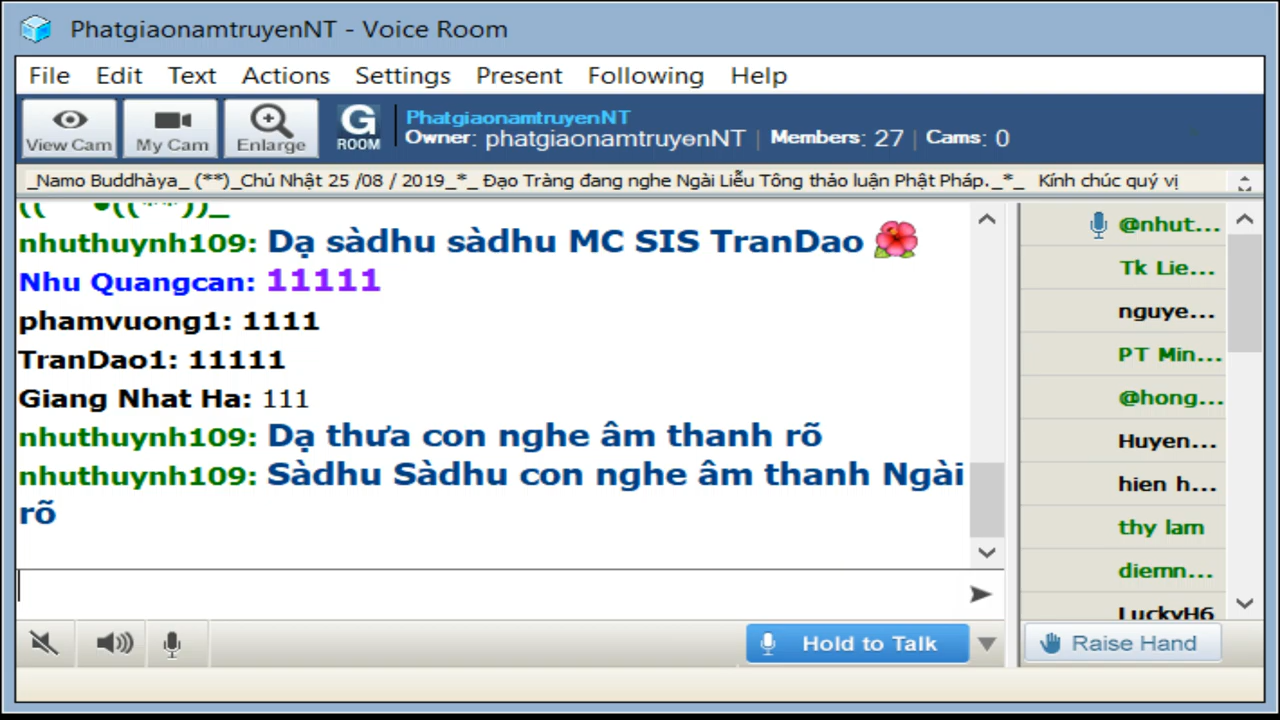 PhatgiaonamtruyenNT - Voice Room
File Edit Text Actions Settings Present Following Help
View Cam My Cam Enlarge G ROOM
PhatgiaonamtruyenNT
Owner: phatgiaonamtruyenNT | Members: 27 | Cams: 0
_Namo Buddhàya_ (**)_Chủ Nhật 25 /08 / 2019_*_ Đạo Tràng đang nghe Ngài Liễu Tông thảo luận Phật Pháp._*_ Kính chúc quý vị
nhuthuynh109: Dạ sàdhu sàdhu MC SIS TranDao
Nhu Quangcan: 11111
phamvuong1: 1111
TranDao1: 11111
Giang Nhat Ha: 111
nhuthuynh109: Dạ thưa con nghe âm thanh rõ
nhuthuynh109: Sàdhu Sàdhu con nghe âm thanh Ngài
rõ
@nhut...
Tk Lie...
nguye...
PT Min...
@hong...
Huyen...
hien h...
thy lam
diemn...
LuckyH6
Hold to Talk
Raise Hand